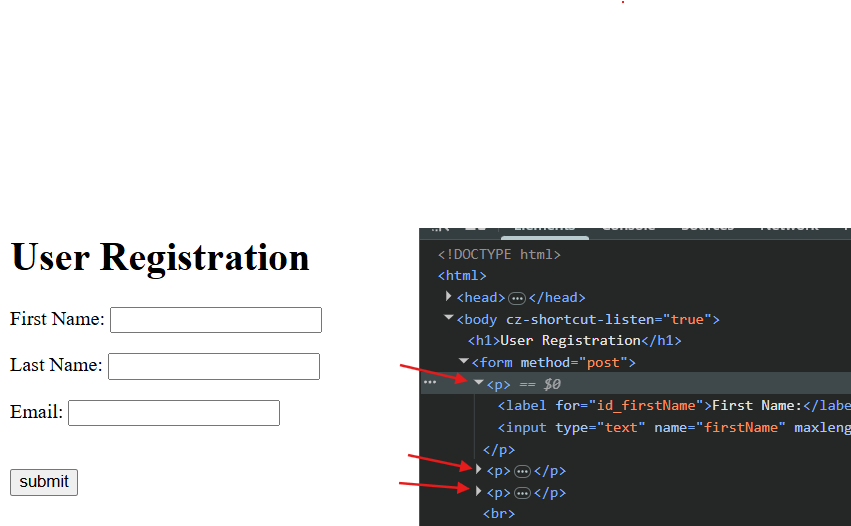 User Registration
First Name:
Last Name:
Email:
submit
Elements Console Sources Network
<!DOCTYPE html>
<html>
<head> </head>
<body cz-shortcut-listen="true">
<h1>User Registration</h1>
<form method="post">
<p> == $0
<label for="id_firstName">First Name:</labe
<input type="text" name="firstName" maxleng
</p>
<p> </p>
<p> </p>
<br>